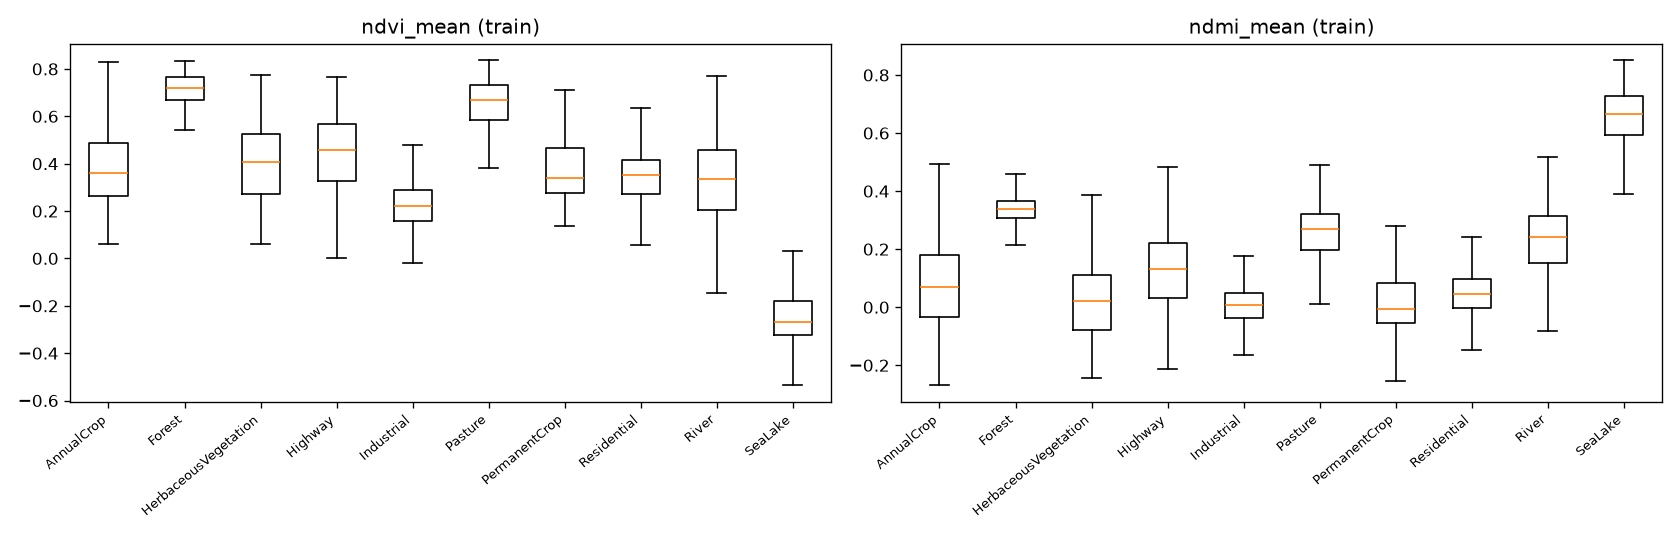 ndvi_mean (train)
0.8
0.6
0.4
0.2
0.0
−0.2
−0.4
−0.6
AnnualCrop
Forest
HerbaceousVegetation
Highway
Industrial
Pasture
PermanentCrop
Residential
River
SeaLake
ndmi_mean (train)
0.8
0.6
0.4
0.2
0.0
−0.2
AnnualCrop
Forest
HerbaceousVegetation
Highway
Industrial
Pasture
PermanentCrop
Residential
River
SeaLake